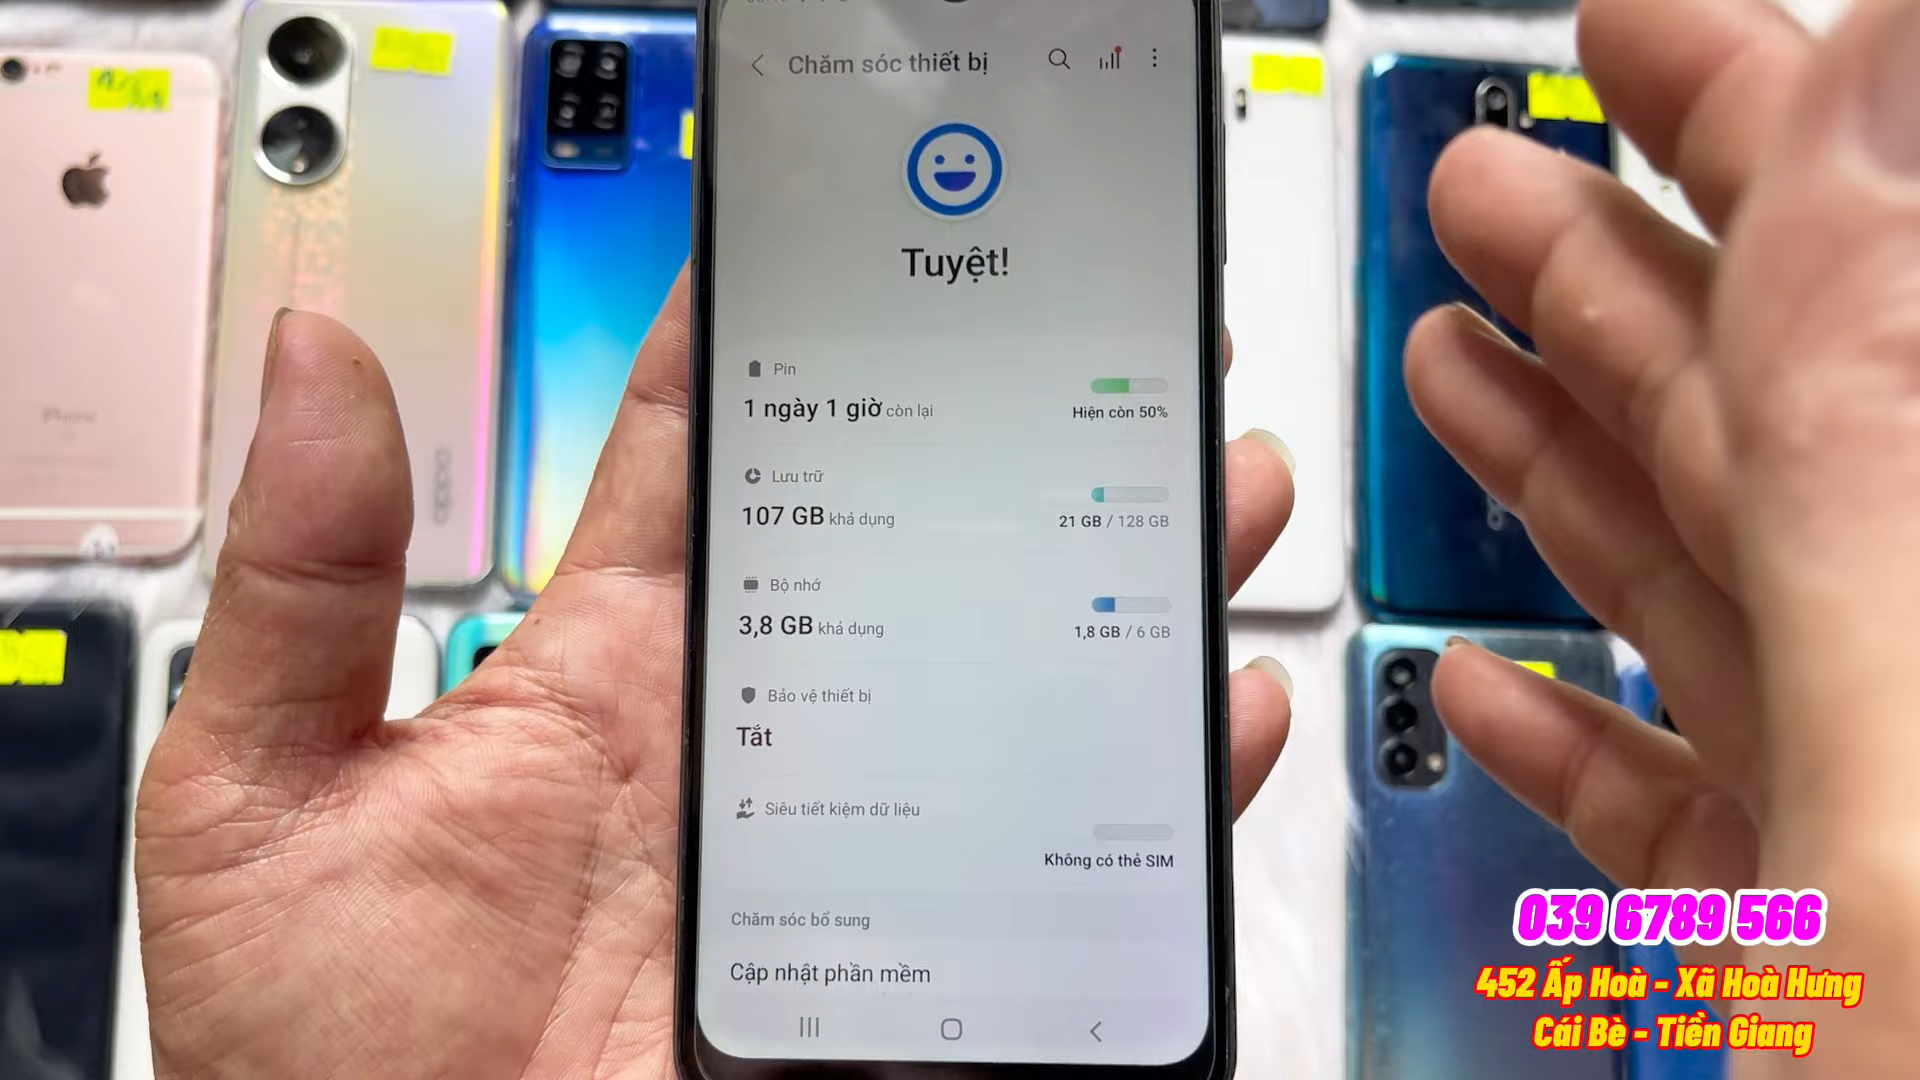 Chăm sóc thiết bị
Tuyệt!
Pin
1 ngày 1 giờ còn lại
Hiện còn 50%
Lưu trữ
107 GB khả dụng
21 GB / 128 GB
Bộ nhớ
3,8 GB khả dụng
1,8 GB / 6 GB
Bảo vệ thiết bị
Tắt
Siêu tiết kiệm dữ liệu
Không có thẻ SIM
Chăm sóc bổ sung
Cập nhật phần mềm
iPhone
oppo
039 6789 566
452 Ấp Hoà - Xã Hoà Hưng
Cái Bè - Tiền Giang